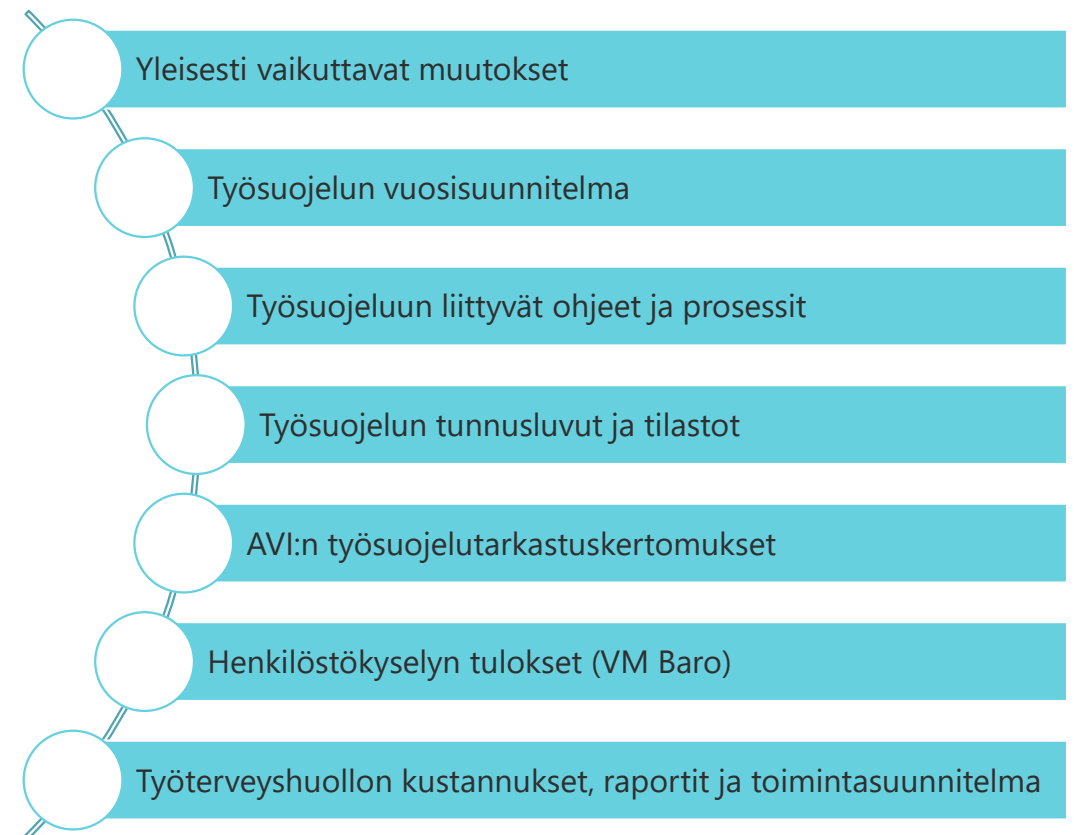 Yleisesti vaikuttavat muutokset
Työsuojelun vuosisuunnitelma
Työsuojeluun liittyvät ohjeet ja prosessit
Työsuojelun tunnusluvut ja tilastot
AVI:n työsuojelutarkastuskertomukset
Henkilöstökyselyn tulokset (VM Baro)
Työterveyshuollon kustannukset, raportit ja toimintasuunnitelma